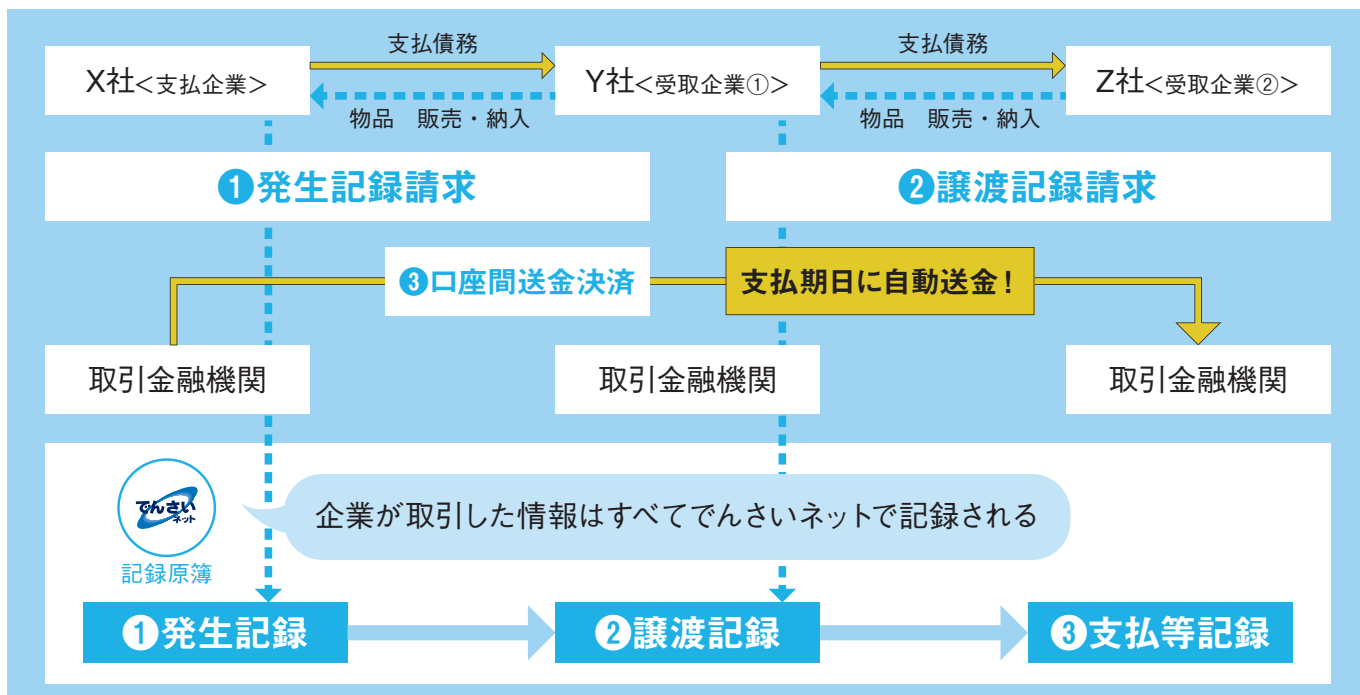 支払債務
支払債務
X社<支払企業>
Y社<受取企業①>
Z社<受取企業②>
物品 販売・納入
物品 販売・納入
❶発生記録請求
❷譲渡記録請求
❸口座間送金決済
支払期日に自動送金!
取引金融機関
取引金融機関
取引金融機関
でんさい
ネット
企業が取引した情報はすべてでんさいネットで記録される
記録原簿
❶発生記録
❷譲渡記録
❸支払等記録